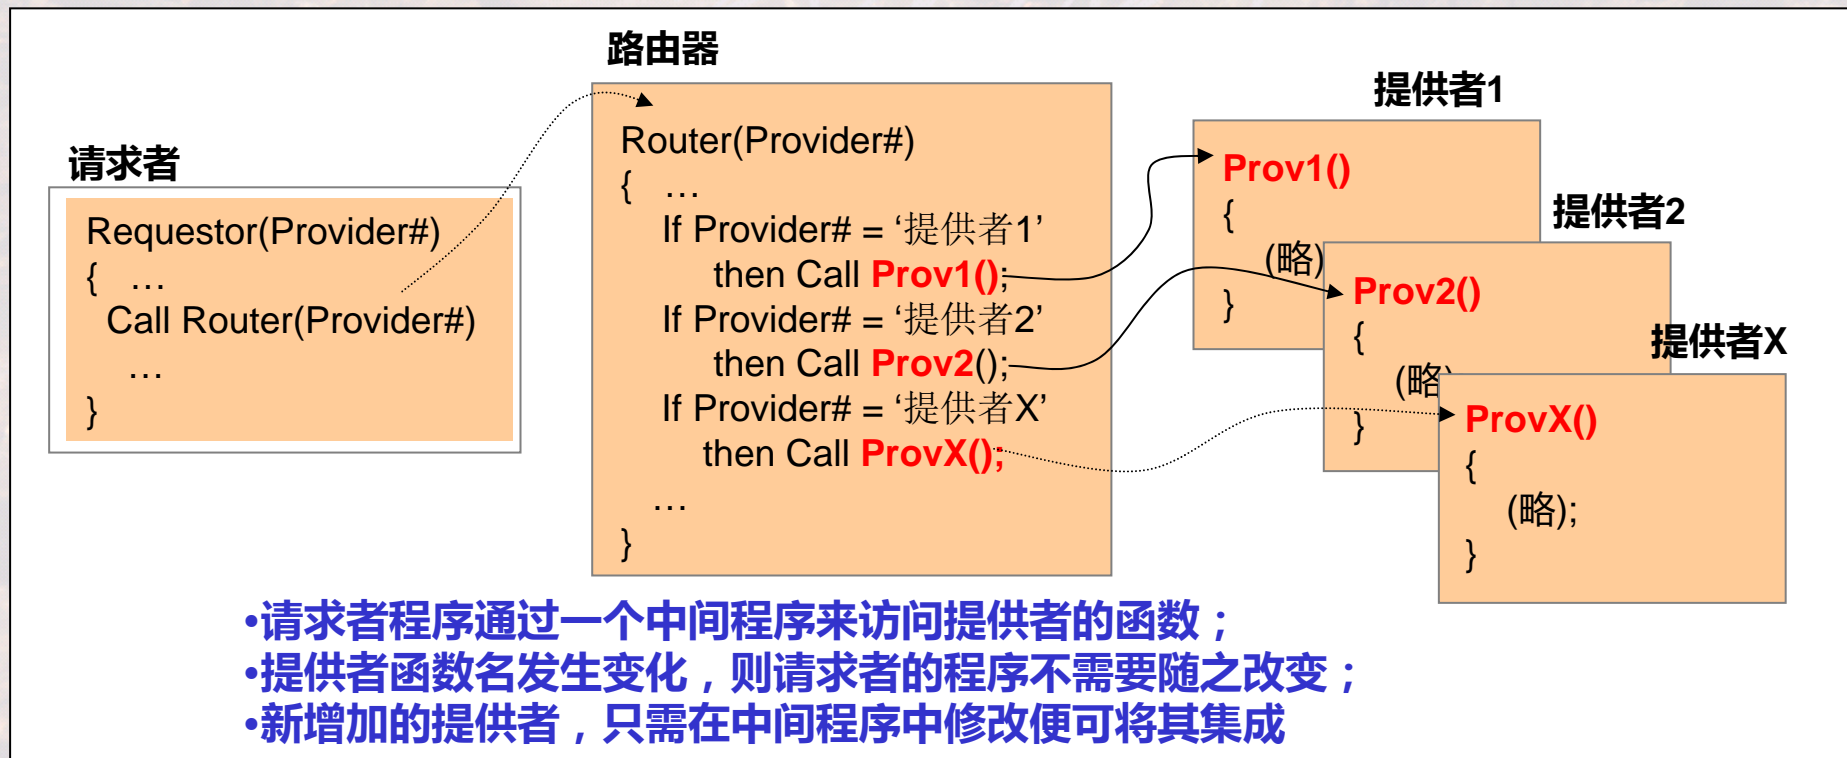 请求者
Requestor(Provider#)
{ …
Call Router(Provider#)
…
}
路由器
Router(Provider#)
{ …
If Provider# = ‘提供者1’
then Call Prov1();
If Provider# = ‘提供者2’
then Call Prov2();
If Provider# = ‘提供者X’
then Call ProvX();
…
}
提供者1
Prov1()
{
(略)
}
提供者2
Prov2()
{
(略)
}
提供者X
ProvX()
{
(略);
}
•请求者程序通过一个中间程序来访问提供者的函数；
•提供者函数名发生变化，则请求者的程序不需要随之改变；
•新增加的提供者，只需在中间程序中修改便可将其集成